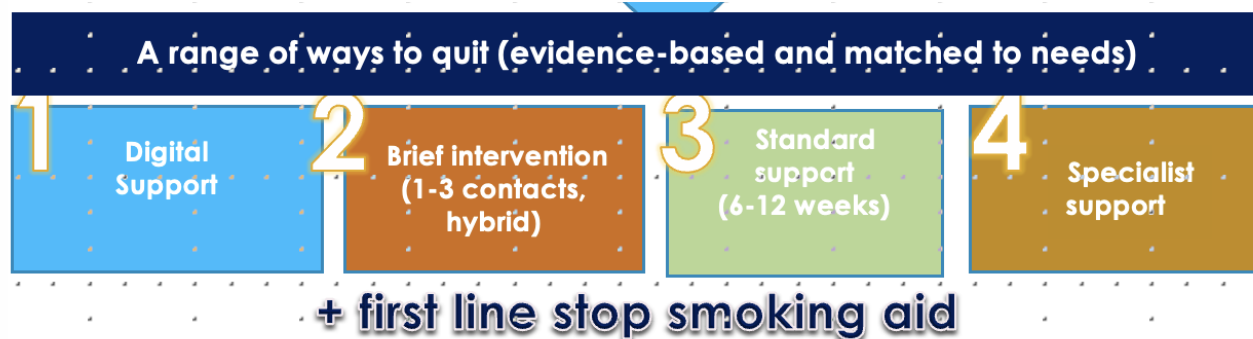 A range of ways to quit (evidence-based and matched to needs)
1
Digital
Support
2
Brief intervention
(1-3 contacts,
hybrid)
3
Standard
support
(6-12 weeks)
4
Specialist
support
+ first line stop smoking aid